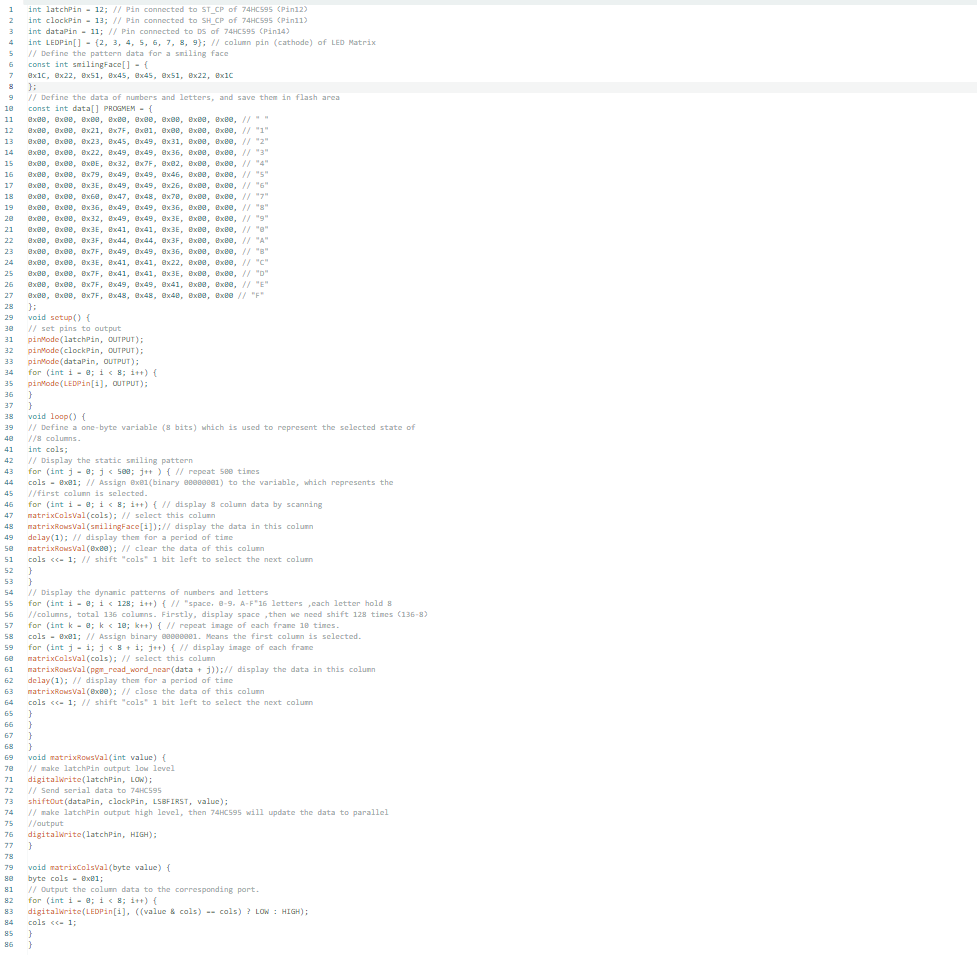 1 int latchPin = 12; // Pin connected to ST_CP of 74HC595（Pin12）
2 int clockPin = 13; // Pin connected to SH_CP of 74HC595（Pin11）
3 int dataPin = 11; // Pin connected to DS of 74HC595（Pin14）
4 int LEDPin[] = {2, 3, 4, 5, 6, 7, 8, 9}; // column pin (cathode) of LED Matrix
5 // Define the pattern data for a smiling face
6 const int smilingFace[] = {
7 0x1C, 0x22, 0x51, 0x45, 0x45, 0x51, 0x22, 0x1C
8 };
9 // Define the data of numbers and letters, and save them in flash area
10 const int data[] PROGMEM = {
11 0x00, 0x00, 0x00, 0x00, 0x00, 0x00, 0x00, 0x00, // " "
12 0x00, 0x00, 0x21, 0x7F, 0x01, 0x00, 0x00, 0x00, // "1"
13 0x00, 0x00, 0x23, 0x45, 0x49, 0x31, 0x00, 0x00, // "2"
14 0x00, 0x00, 0x22, 0x49, 0x49, 0x36, 0x00, 0x00, // "3"
15 0x00, 0x00, 0x0E, 0x32, 0x7F, 0x02, 0x00, 0x00, // "4"
16 0x00, 0x00, 0x79, 0x49, 0x49, 0x46, 0x00, 0x00, // "5"
17 0x00, 0x00, 0x3E, 0x49, 0x49, 0x26, 0x00, 0x00, // "6"
18 0x00, 0x00, 0x60, 0x47, 0x48, 0x70, 0x00, 0x00, // "7"
19 0x00, 0x00, 0x36, 0x49, 0x49, 0x36, 0x00, 0x00, // "8"
20 0x00, 0x00, 0x32, 0x49, 0x49, 0x3E, 0x00, 0x00, // "9"
21 0x00, 0x00, 0x3E, 0x41, 0x41, 0x3E, 0x00, 0x00, // "0"
22 0x00, 0x00, 0x3F, 0x44, 0x44, 0x3F, 0x00, 0x00, // "A"
23 0x00, 0x00, 0x7F, 0x49, 0x49, 0x36, 0x00, 0x00, // "B"
24 0x00, 0x00, 0x3E, 0x41, 0x41, 0x22, 0x00, 0x00, // "C"
25 0x00, 0x00, 0x7F, 0x41, 0x41, 0x3E, 0x00, 0x00, // "D"
26 0x00, 0x00, 0x7F, 0x49, 0x49, 0x41, 0x00, 0x00, // "E"
27 0x00, 0x00, 0x7F, 0x48, 0x48, 0x40, 0x00, 0x00 // "F"
28 };
29 void setup() {
30 // set pins to output
31 pinMode(latchPin, OUTPUT);
32 pinMode(clockPin, OUTPUT);
33 pinMode(dataPin, OUTPUT);
34 for (int i = 0; i < 8; i++) {
35 pinMode(LEDPin[i], OUTPUT);
36 }
37 }
38 void loop() {
39 // Define a one-byte variable (8 bits) which is used to represent the selected state of
40 //8 columns.
41 int cols;
42 // Display the static smiling pattern
43 for (int j = 0; j < 500; j++ ) { // repeat 500 times
44 cols = 0x01; // Assign 0x01(binary 00000001) to the variable, which represents the
45 //first column is selected.
46 for (int i = 0; i < 8; i++) { // display 8 column data by scanning
47 matrixColsVal(cols); // select this column
48 matrixRowsVal(smilingFace[i]);// display the data in this column
49 delay(1); // display them for a period of time
50 matrixRowsVal(0x00); // clear the data of this column
51 cols <<= 1; // shift "cols" 1 bit left to select the next column
52 }
53 }
54 // Display the dynamic patterns of numbers and letters
55 for (int i = 0; i < 128; i++) { // "space，0-9，A-F"16 letters ,each letter hold 8
56 //columns, total 136 columns. Firstly, display space ,then we need shift 128 times（136-8）
57 for (int k = 0; k < 10; k++) { // repeat image of each frame 10 times.
58 cols = 0x01; // Assign binary 00000001. Means the first column is selected.
59 for (int j = i; j < 8 + i; j++) { // display image of each frame
60 matrixColsVal(cols); // select this column
61 matrixRowsVal(pgm_read_word_near(data + j));// display the data in this column
62 delay(1); // display them for a period of time
63 matrixRowsVal(0x00); // close the data of this column
64 cols <<= 1; // shift "cols" 1 bit left to select the next column
65 }
66 }
67 }
68 }
69 void matrixRowsVal(int value) {
70 // make latchPin output low level
71 digitalWrite(latchPin, LOW);
72 // Send serial data to 74HC595
73 shiftOut(dataPin, clockPin, LSBFIRST, value);
74 // make latchPin output high level, then 74HC595 will update the data to parallel
75 //output
76 digitalWrite(latchPin, HIGH);
77 }
78
79 void matrixColsVal(byte value) {
80 byte cols = 0x01;
81 // Output the column data to the corresponding port.
82 for (int i = 0; i < 8; i++) {
83 digitalWrite(LEDPin[i], ((value & cols) == cols) ? LOW : HIGH);
84 cols <<= 1;
85 }
86 }